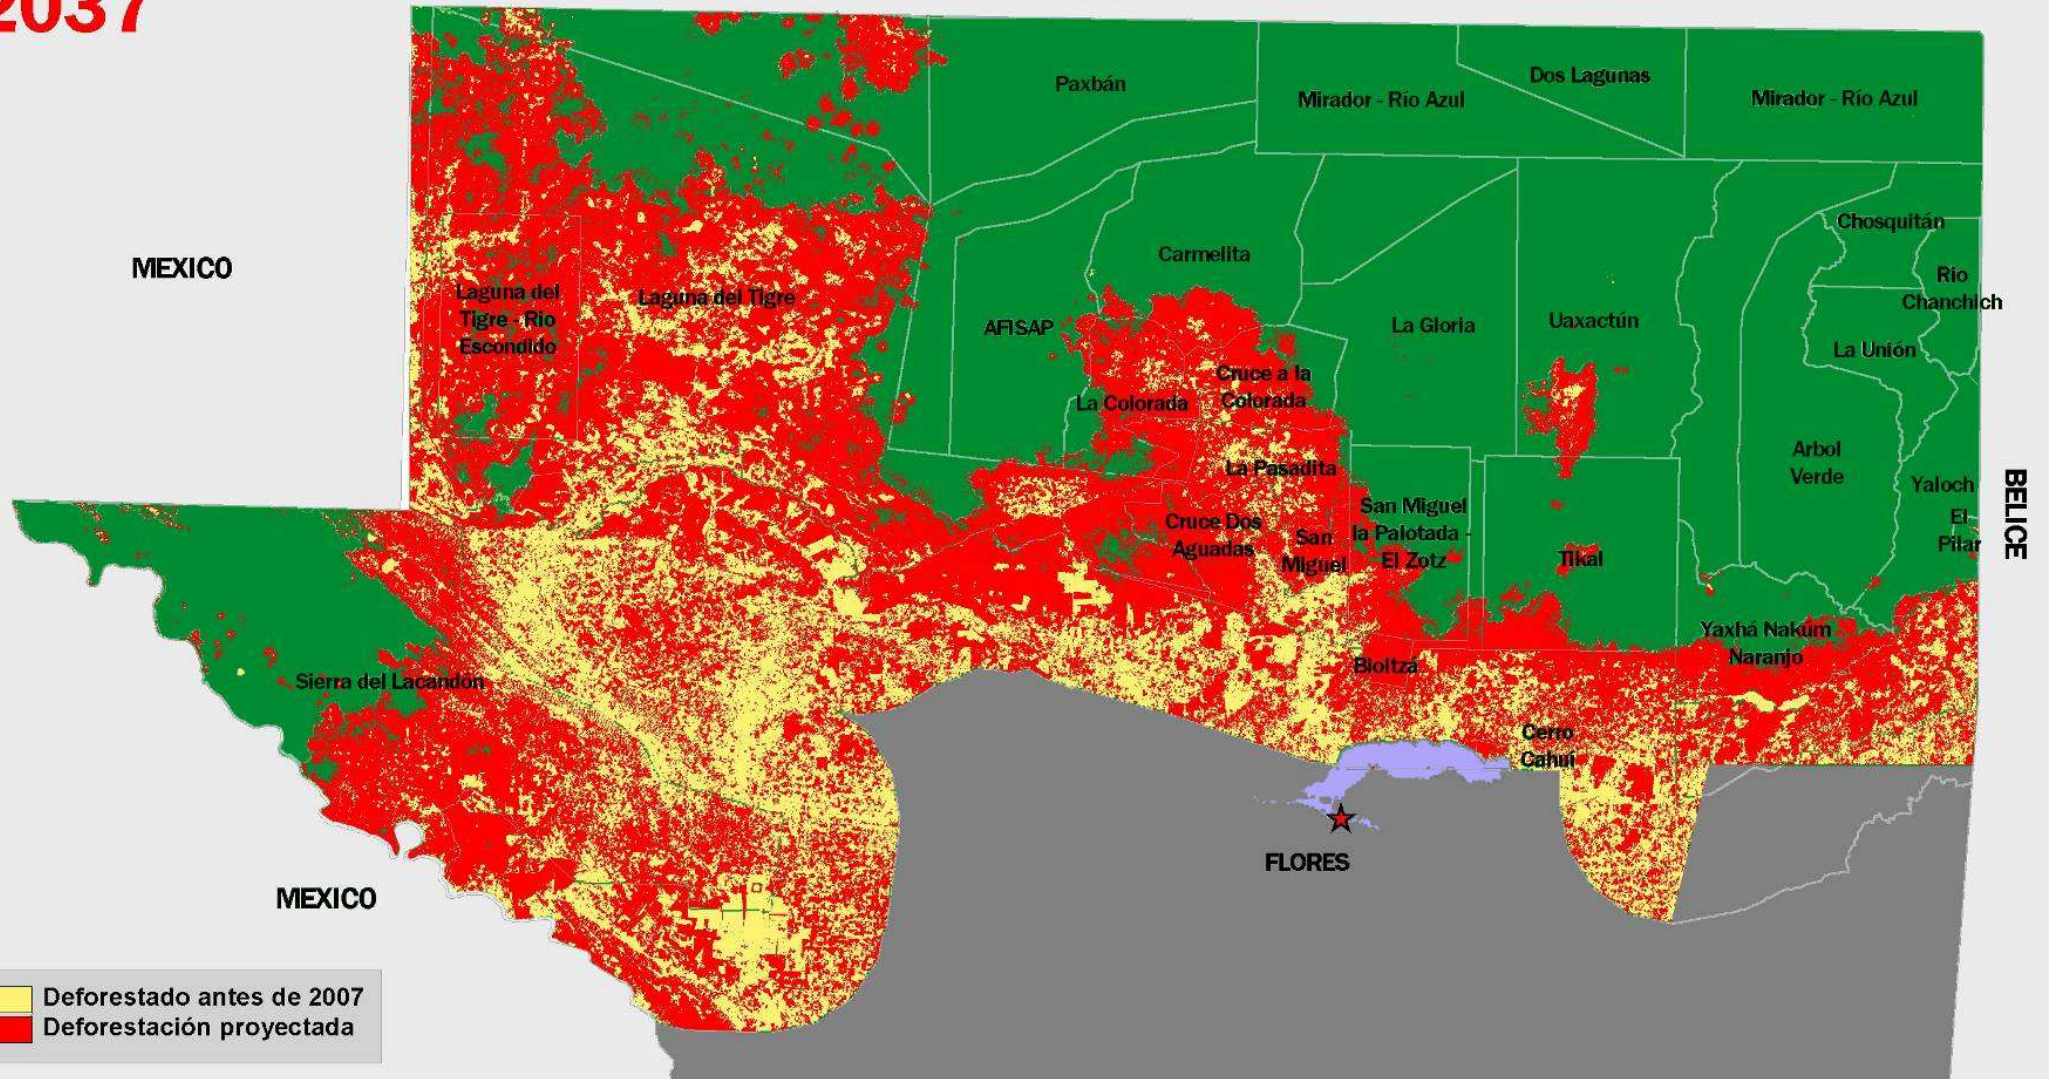 2037
Paxbán
Mirador - Río Azul
Dos Lagunas
Mirador - Río Azul
MEXICO
Laguna del
Tigre - Rio
Escondido
Laguna del Tigre
AFISAP
Carmelita
La Gloria
Uaxactún
Chosquitán
Rio
Chanchich
La Unión
La Colorada
Cruce a la
Colorada
La Pasadita
Arbol
Verde
Yaloch
El
Pilar
BELICE
Cruce Dos
Aguadas
San
Miguel
San Miguel
la Palotada -
El Zotz
Tikal
Yaxhá Nakúm
Naranjo
Sierra del Lacandón
Bioitzá
Cerro
Cahuí
FLORES
MEXICO
Deforestado antes de 2007
Deforestación proyectada